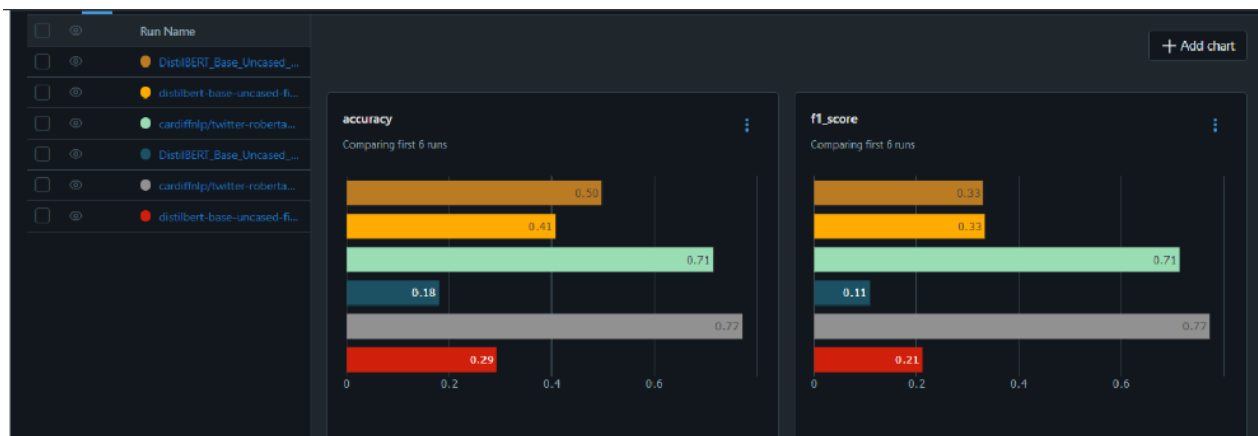 Run Name
DistilBERT_Base_Uncased_...
distilbert-base-uncased-fi...
cardiffnlp/twitter-roberta...
DistilBERT_Base_Uncased_...
cardiffnlp/twitter-roberta...
distilbert-base-uncased-fi...
+ Add chart
accuracy
Comparing first 6 runs
0.50
0.41
0.71
0.18
0.77
0.29
0 0.2 0.4 0.6
f1_score
Comparing first 6 runs
0.33
0.33
0.71
0.11
0.77
0.21
0 0.2 0.4 0.6